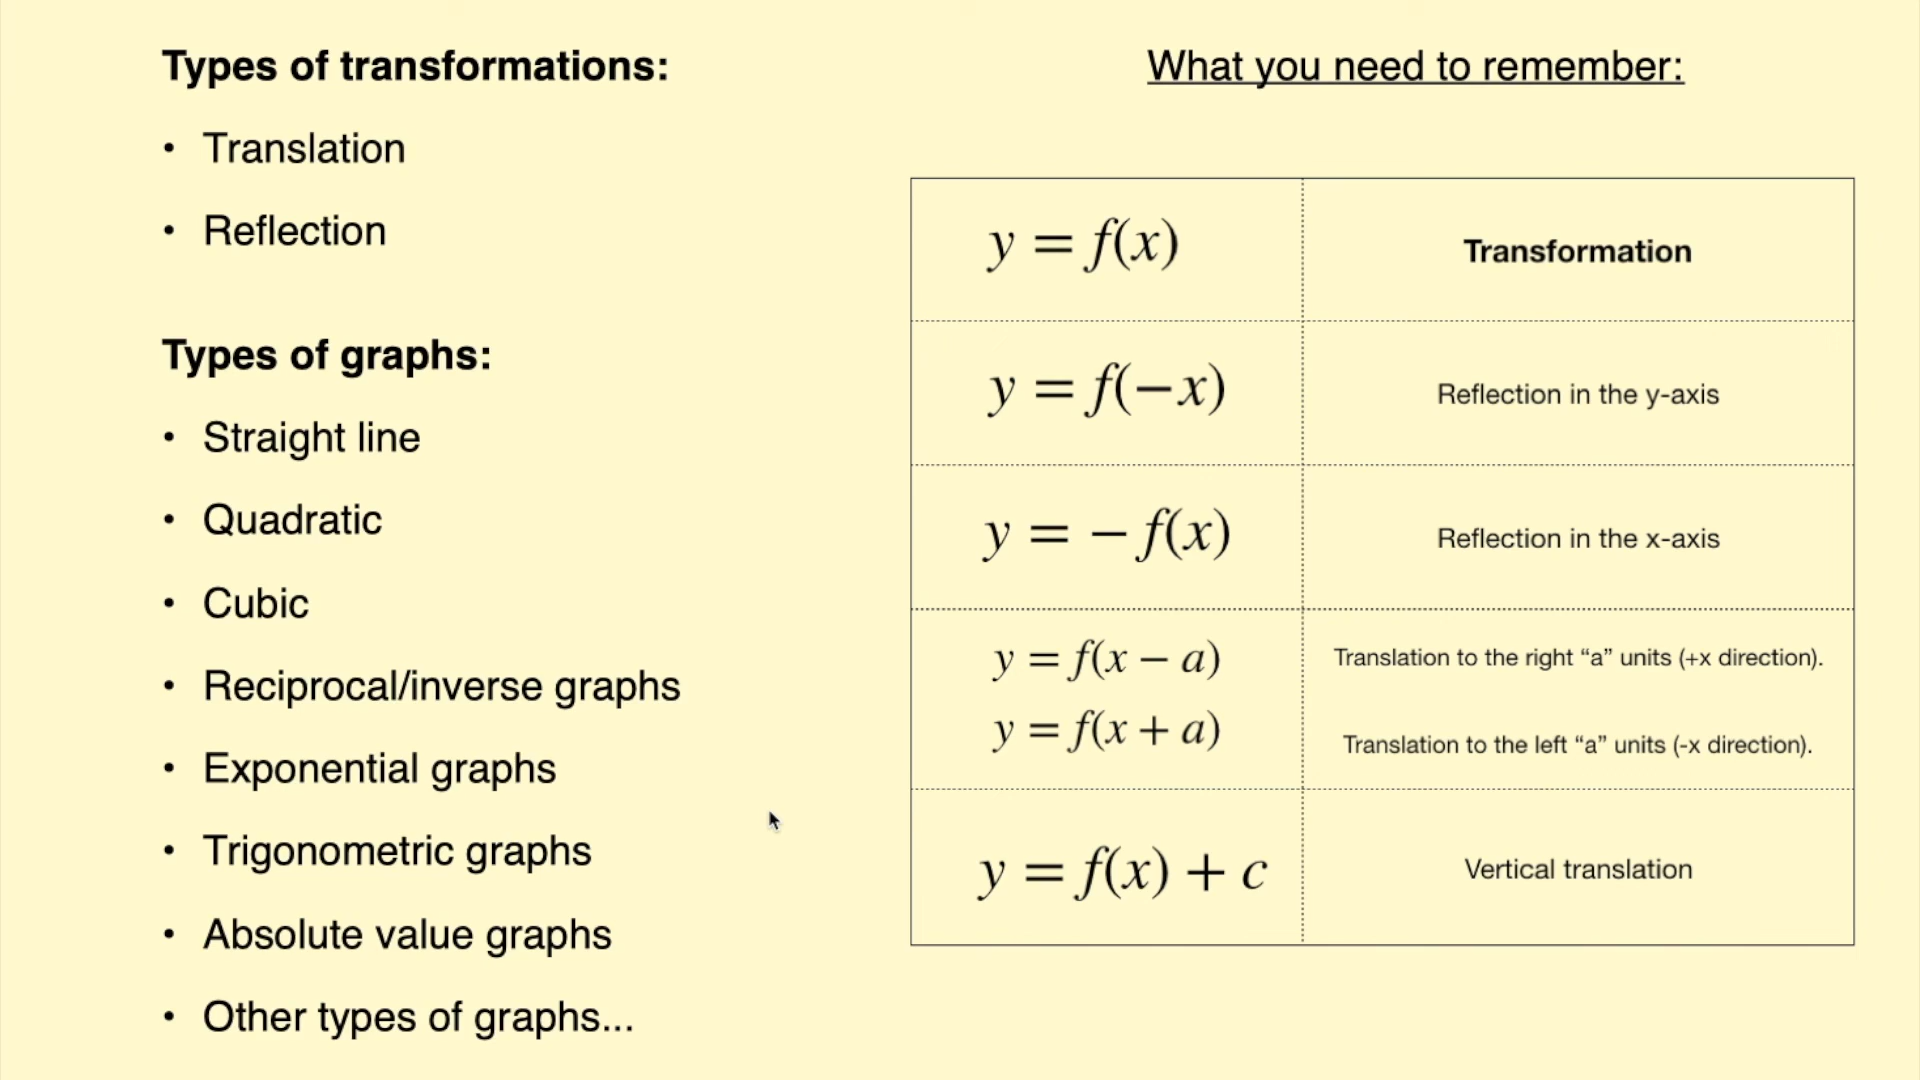 Types of transformations:
• Translation
• Reflection
Types of graphs:
• Straight line
• Quadratic
• Cubic
• Reciprocal/inverse graphs
• Exponential graphs
• Trigonometric graphs
• Absolute value graphs
• Other types of graphs...
What you need to remember:
y = f(x) Transformation
y = f(−x) Reflection in the y-axis
y = − f(x) Reflection in the x-axis
y = f(x − a) Translation to the right “a” units (+x direction).
y = f(x + a) Translation to the left “a” units (-x direction).
y = f(x) + c Vertical translation